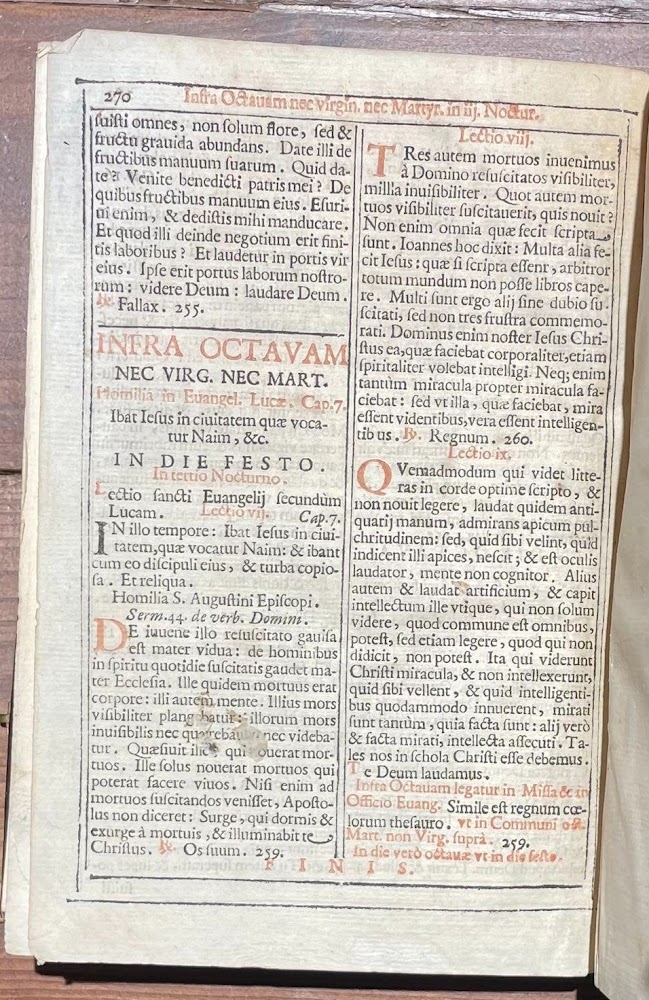 270 Infra Octauam nec virgin. nec Martyr. in iij. Noctur.
ſuiſti omnes, non ſolum flore, ſed &
fructu grauida abundans. Date illi de
fructibus manuum ſuarum. Quid da-
te? Venite benedicti patris mei? De
quibus fructibus manuum eius. Eſuri-
ui enim, & dediſtis mihi manducare.
Et quod illi deinde negotium erit fini-
tis laboribus? Et laudetur in portis vir
eius. Ipſe erit portus laborum noſtro-
rum: videre Deum: laudare Deum.
℞. Fallax. 255.
INFRA OCTAVAM
NEC VIRG. NEC MART.
Homilia in Euangel. Lucæ. Cap.7.
Ibat Ieſus in ciuitatem quæ voca-
tur Naim, &c.
IN DIE FESTO.
In tertio Nocturno.
Lectio ſancti Euangelij ſecundùm
Lucam. Lectio vij. Cap.7.
IN illo tempore: Ibat Ieſus in ciui-
tatem, quæ vocatur Naim: & ibant
cum eo diſcipuli eius, & turba copio-
ſa. Et reliqua.
Homilia S. Auguſtini Epiſcopi.
Serm.44. de verb. Domini.
DE iuuene illo reſuſcitato gauiſa
eſt mater vidua: de hominibus
in ſpiritu quotidie ſuſcitatis gaudet ma-
ter Eccleſia. Ille quidem mortuus erat
corpore: illi autem mente. Illius mors
viſibiliter plangebatur: illorum mors
inuiſibilis nec quærebatur, nec videba-
tur. Quæſuit ille, qui nouerat mor-
tuos. Ille ſolus nouerat mortuos qui
poterat facere viuos. Niſi enim ad
mortuos ſuſcitandos veniſſet, Apoſto-
lus non diceret: Surge, qui dormis &
exurge à mortuis, & illuminabit te
Chriſtus. ℞. Os ſuum. 259.
Lectio viij.
TRes autem mortuos inuenimus
à Domino reſuſcitatos viſibiliter,
millia inuiſibiliter. Quot autem mor-
tuos viſibiliter ſuſcitauerit, quis nouit?
Non enim omnia quæ fecit ſcripta
ſunt. Ioannes hoc dixit: Multa alia fe-
cit Ieſus: quæ ſi ſcripta eſſent, arbitror
totum mundum non poſſe libros cape-
re. Multi ſunt ergo alij ſine dubio ſu-
ſcitati, ſed non tres fruſtra commemo-
rati. Dominus enim noſter Ieſus Chri-
ſtus ea, quæ faciebat corporaliter, etiam
ſpiritaliter volebat intelligi. Neq; enim
tantùm miracula propter miracula fa-
ciebat: ſed vt illa, quæ faciebat, mira
eſſent videntibus, vera eſſent intelligen-
tibus. ℞. Regnum. 260.
Lectio ix.
QVemadmodum qui videt litte-
ras in corde optime ſcripto, &
non nouit legere, laudat quidem anti-
quarij manum, admirans apicum pul-
chritudinem: ſed, quid ſibi velint, quid
indicent illi apices, neſcit; & eſt oculis
laudator, mente non cognitor. Alius
autem & laudat artificium, & capit
intellectum ille vtique, qui non ſolum
videre, quod commune eſt omnibus,
poteſt, ſed etiam legere, quod qui non
didicit, non poteſt. Ita qui viderunt
Chriſti miracula, & non intellexerunt,
quid ſibi vellent, & quid intelligenti-
bus quodammodo innuerent, mirati
ſunt tantùm, quia facta ſunt: alij verò
& facta mirati, intellecta aſſecuti. Ta-
les nos in ſchola Chriſti eſſe debemus.
Te Deum laudamus.
Infra Octauam legatur in Miſſa & in
Officio Euang. Simile eſt regnum cœ-
lorum theſauro. vt in Communi
Mart. non Virg. ſuprà. 259.
In die verò octauæ vt in die feſto.
FINIS.